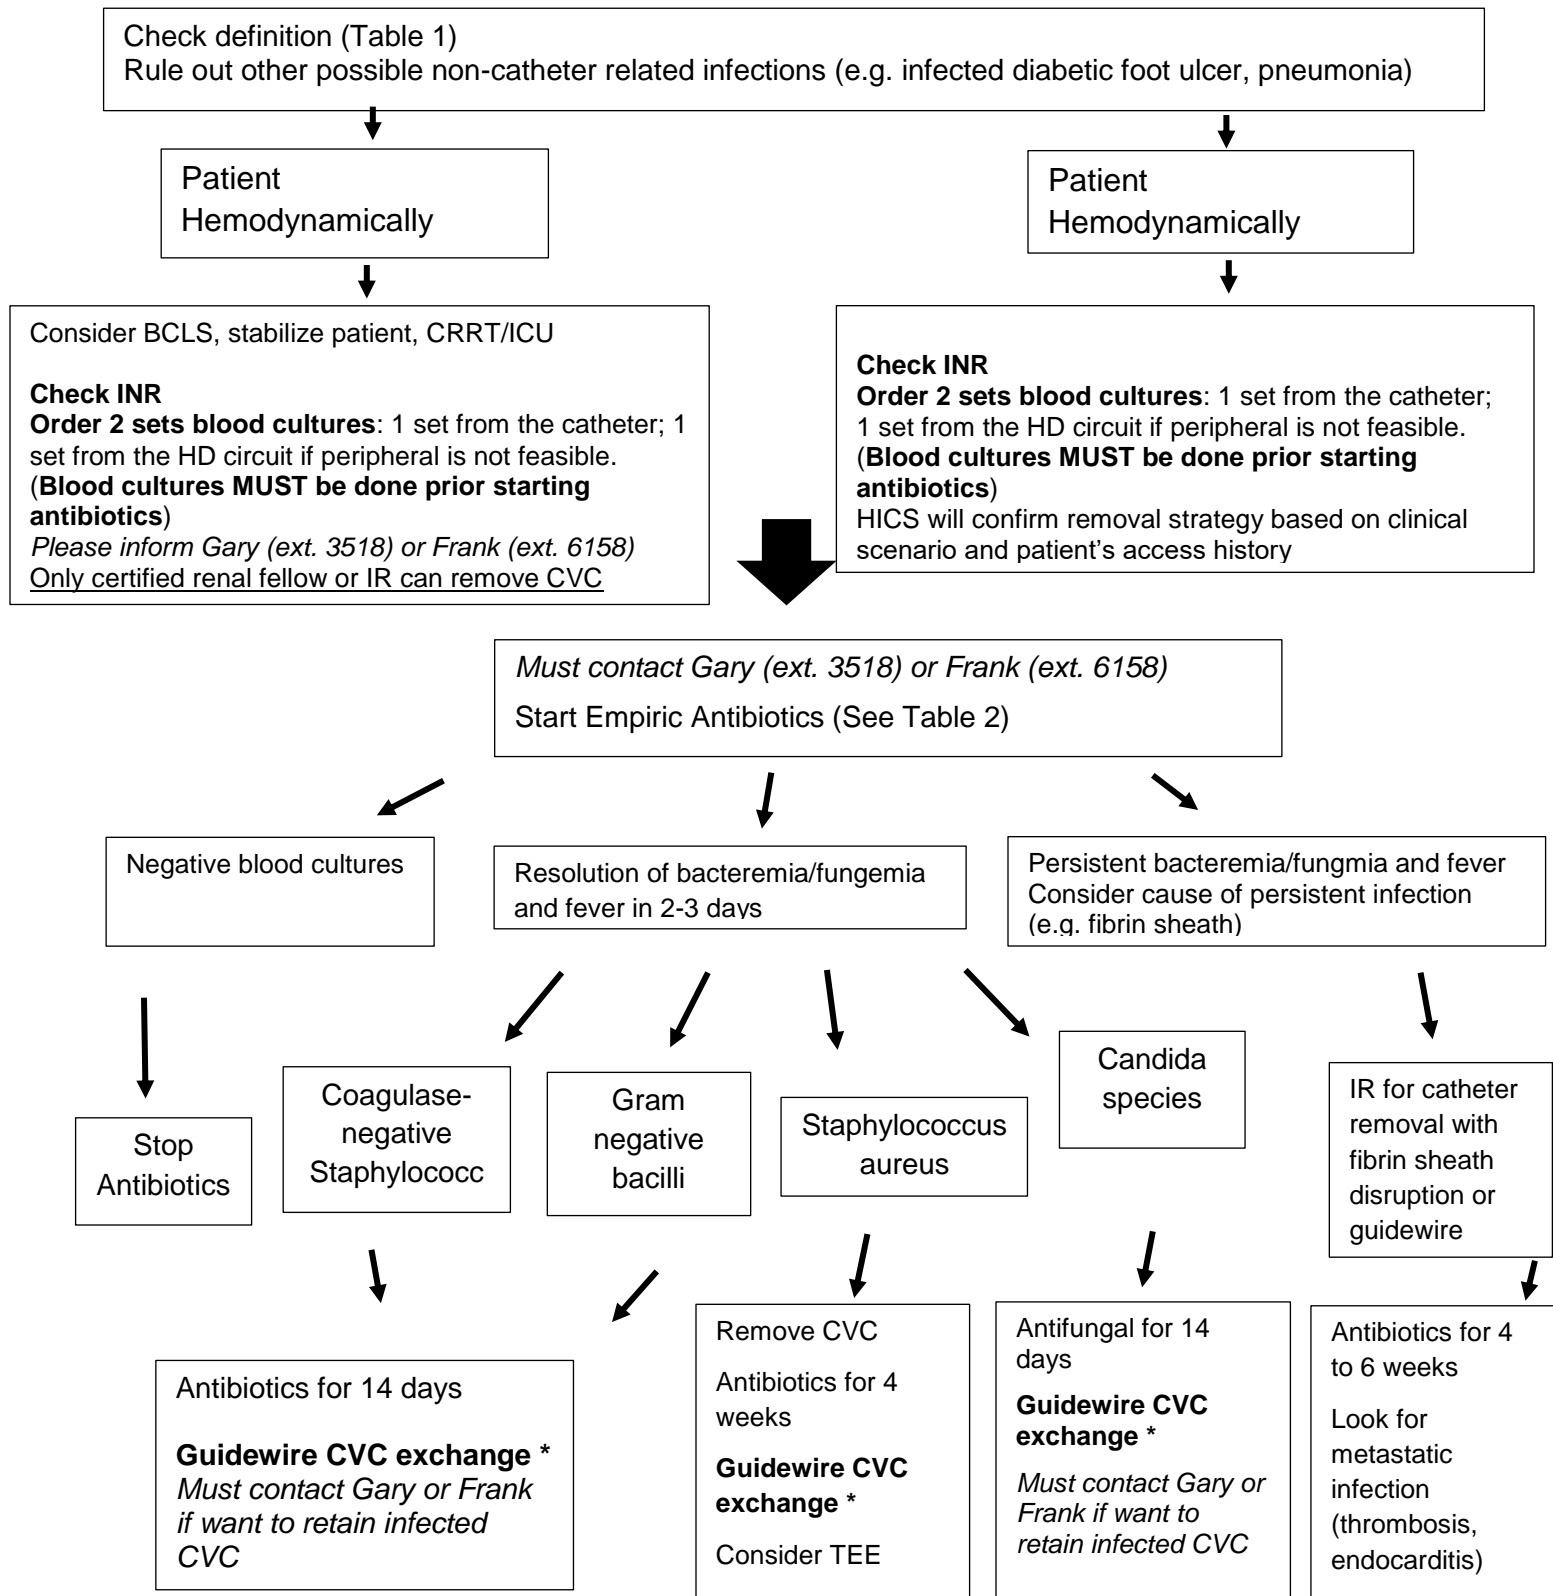 Check definition (Table 1)
Rule out other possible non-catheter related infections (e.g. infected diabetic foot ulcer, pneumonia)
Patient
Hemodynamically
Patient
Hemodynamically
Consider BCLS, stabilize patient, CRRT/ICU
Check INR
Order 2 sets blood cultures: 1 set from the catheter; 1
set from the HD circuit if peripheral is not feasible.
(Blood cultures MUST be done prior starting
antibiotics)
Please inform Gary (ext. 3518) or Frank (ext. 6158)
Only certified renal fellow or IR can remove CVC
Check INR
Order 2 sets blood cultures: 1 set from the catheter;
1 set from the HD circuit if peripheral is not feasible.
(Blood cultures MUST be done prior starting
antibiotics)
HICS will confirm removal strategy based on clinical
scenario and patient's access history
Must contact Gary (ext. 3518) or Frank (ext. 6158)
Start Empiric Antibiotics (See Table 2)
Negative blood cultures
Resolution of bacteremia/fungemia
and fever in 2-3 days
Persistent bacteremia/fungmia and fever
Consider cause of persistent infection
(e.g. fibrin sheath)
Stop
Antibiotics
Coagulase-
negative
Staphylococc
Gram
negative
bacilli
Staphylococcus
aureus
Candida
species
IR for catheter
removal with
fibrin sheath
disruption or
guidewire
Antibiotics for 14 days
Guidewire CVC exchange *
Must contact Gary or Frank
if want to retain infected
CVC
Remove CVC
Antibiotics for 4
weeks
Guidewire CVC
exchange *
Consider TEE
Antifungal for 14
days
Guidewire CVC
exchange *
Must contact Gary or
Frank if want to
retain infected CVC
Antibiotics for 4
to 6 weeks
Look for
metastatic
infection
(thrombosis,
endocarditis)